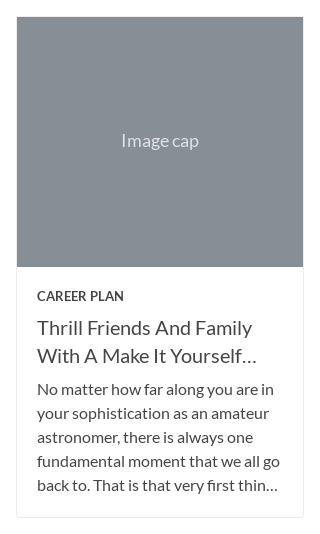 Image cap
CAREER PLAN
Thrill Friends And Family
With A Make It Yourself…
No matter how far along you are in
your sophistication as an amateur
astronomer, there is always one
fundamental moment that we all go
back to. That is that very first thin…